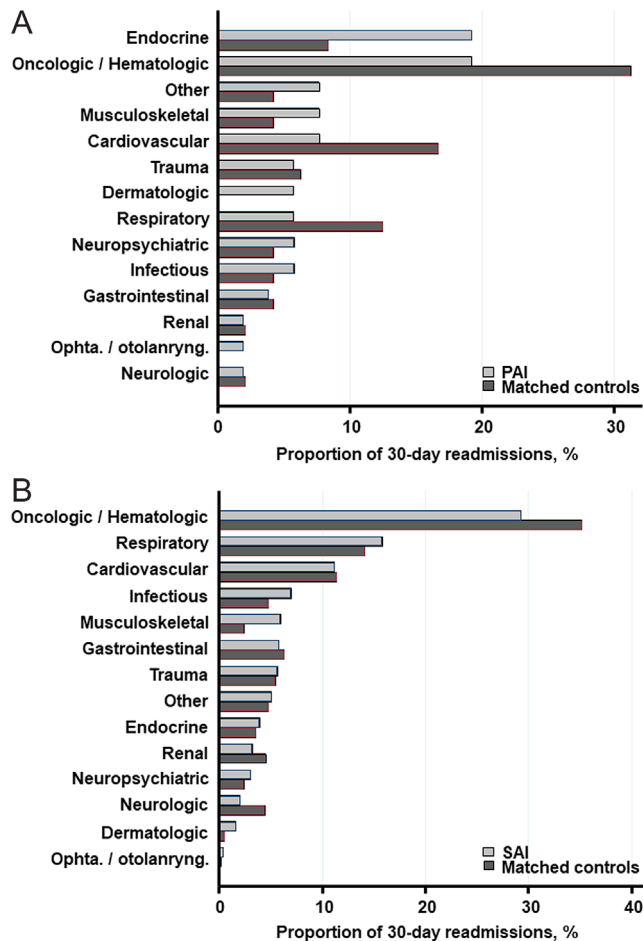 A
Endocrine
Oncologic / Hematologic
Other
Musculoskeletal
Cardiovascular
Trauma
Dermatologic
Respiratory
Neuropsychiatric
Infectious
Gastrointestinal
Renal
Ophta. / otolanryng.
Neurologic
PAI
Matched controls
0 10 20 30
Proportion of 30-day readmissions, %
B
Oncologic / Hematologic
Respiratory
Cardiovascular
Infectious
Musculoskeletal
Gastrointestinal
Trauma
Other
Endocrine
Renal
Neuropsychiatric
Neurologic
Dermatologic
Ophta. / otolanryng.
SAI
Matched controls
0 10 20 30 40
Proportion of 30-day readmissions, %